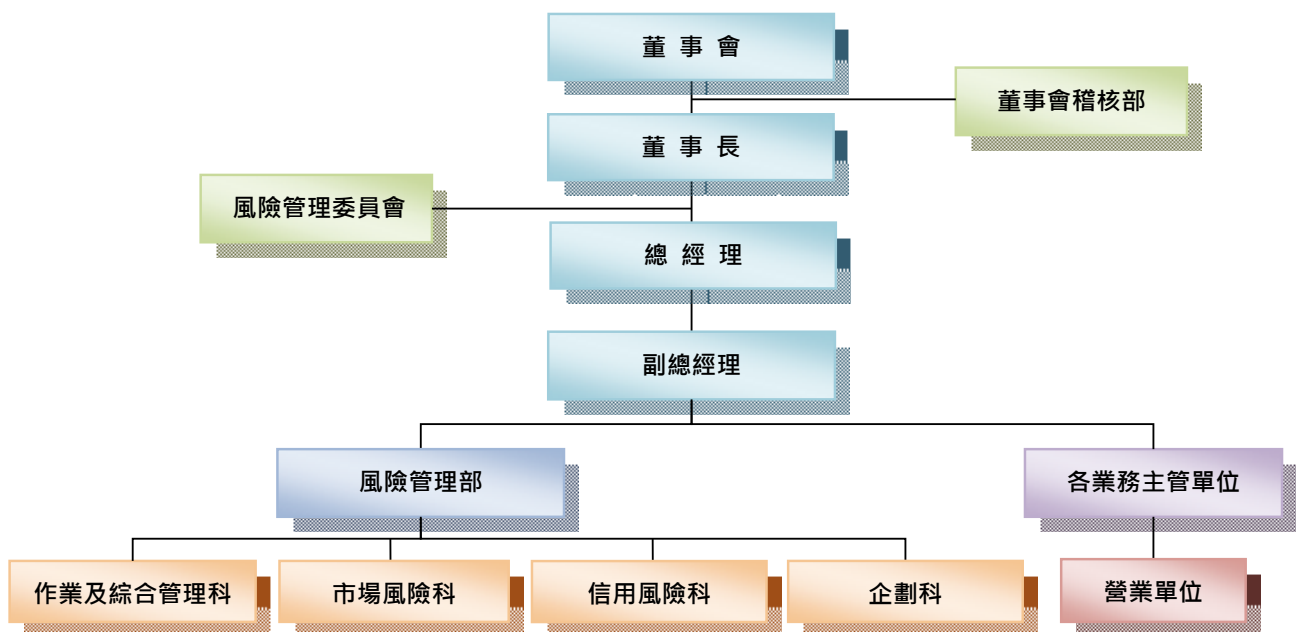 董 事 會
董事會稽核部
董 事 長
風險管理委員會
總 經 理
副總經理
風險管理部
各業務主管單位
作業及綜合管理科
市場風險科
信用風險科
企劃科
營業單位